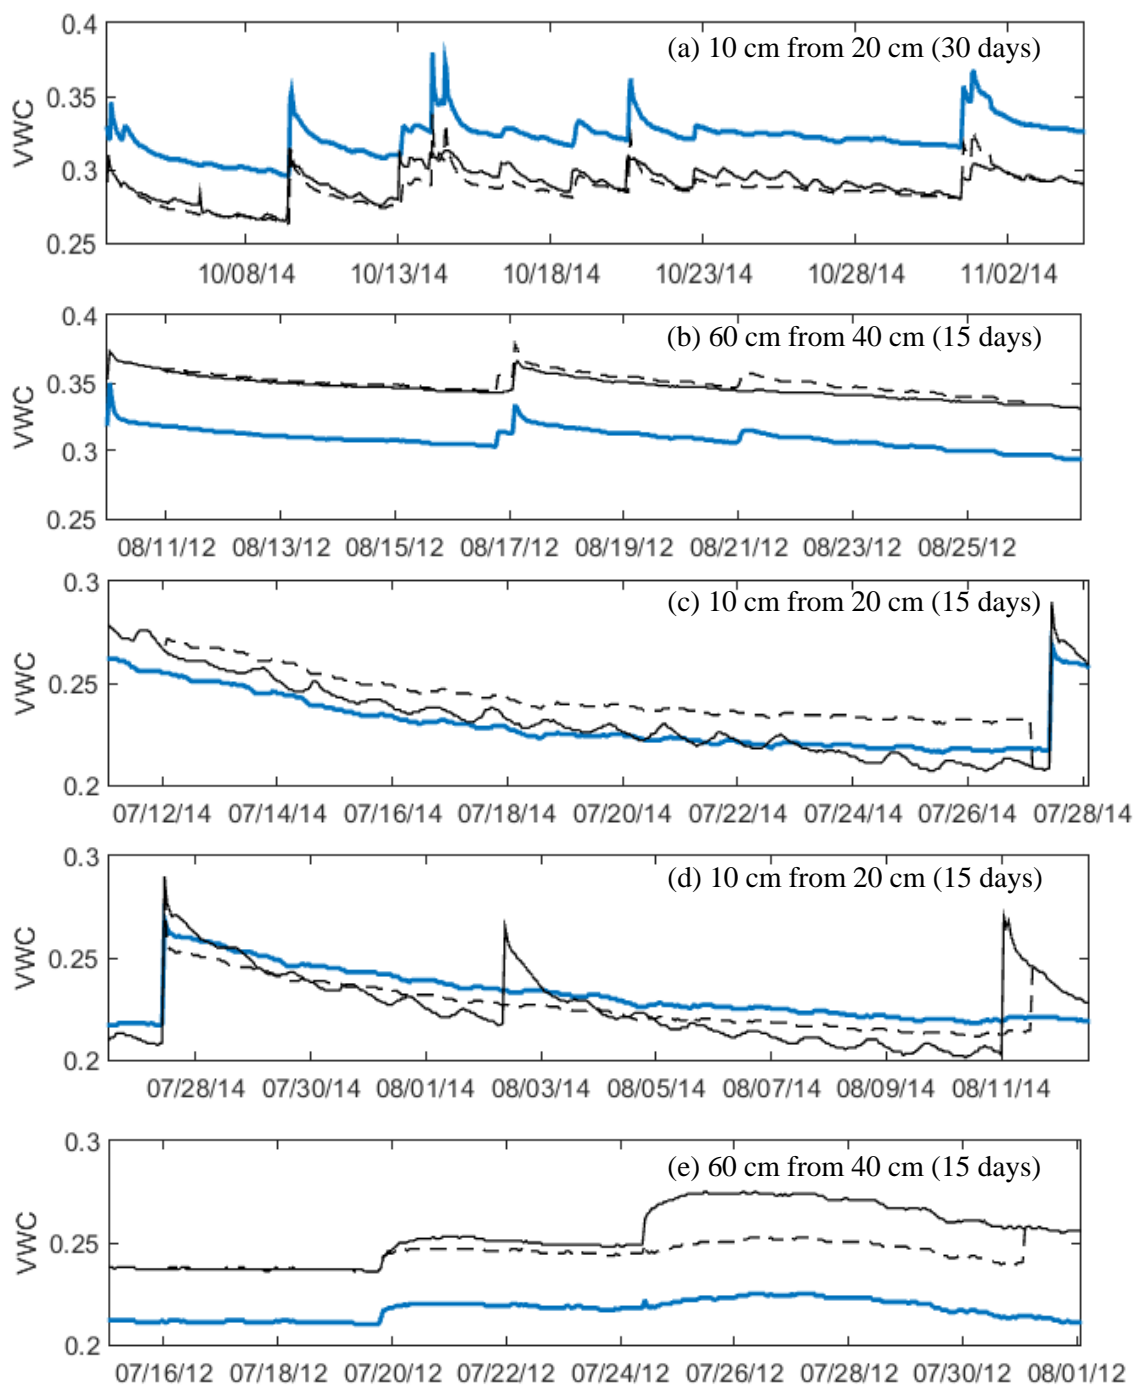 0.4
(a) 10 cm from 20 cm (30 days)
0.35
VWC
0.3
0.25
10/08/14 10/13/14 10/18/14 10/23/14 10/28/14 11/02/14
0.4
(b) 60 cm from 40 cm (15 days)
0.35
VWC
0.3
0.25
08/11/12 08/13/12 08/15/12 08/17/12 08/19/12 08/21/12 08/23/12 08/25/12
0.3
(c) 10 cm from 20 cm (15 days)
0.25
VWC
0.2
07/12/14 07/14/14 07/16/14 07/18/14 07/20/14 07/22/14 07/24/14 07/26/14 07/28/14
0.3
(d) 10 cm from 20 cm (15 days)
0.25
VWC
0.2
07/28/14 07/30/14 08/01/14 08/03/14 08/05/14 08/07/14 08/09/14 08/11/14
0.3
(e) 60 cm from 40 cm (15 days)
0.25
VWC
0.2
07/16/12 07/18/12 07/20/12 07/22/12 07/24/12 07/26/12 07/28/12 07/30/12 08/01/12